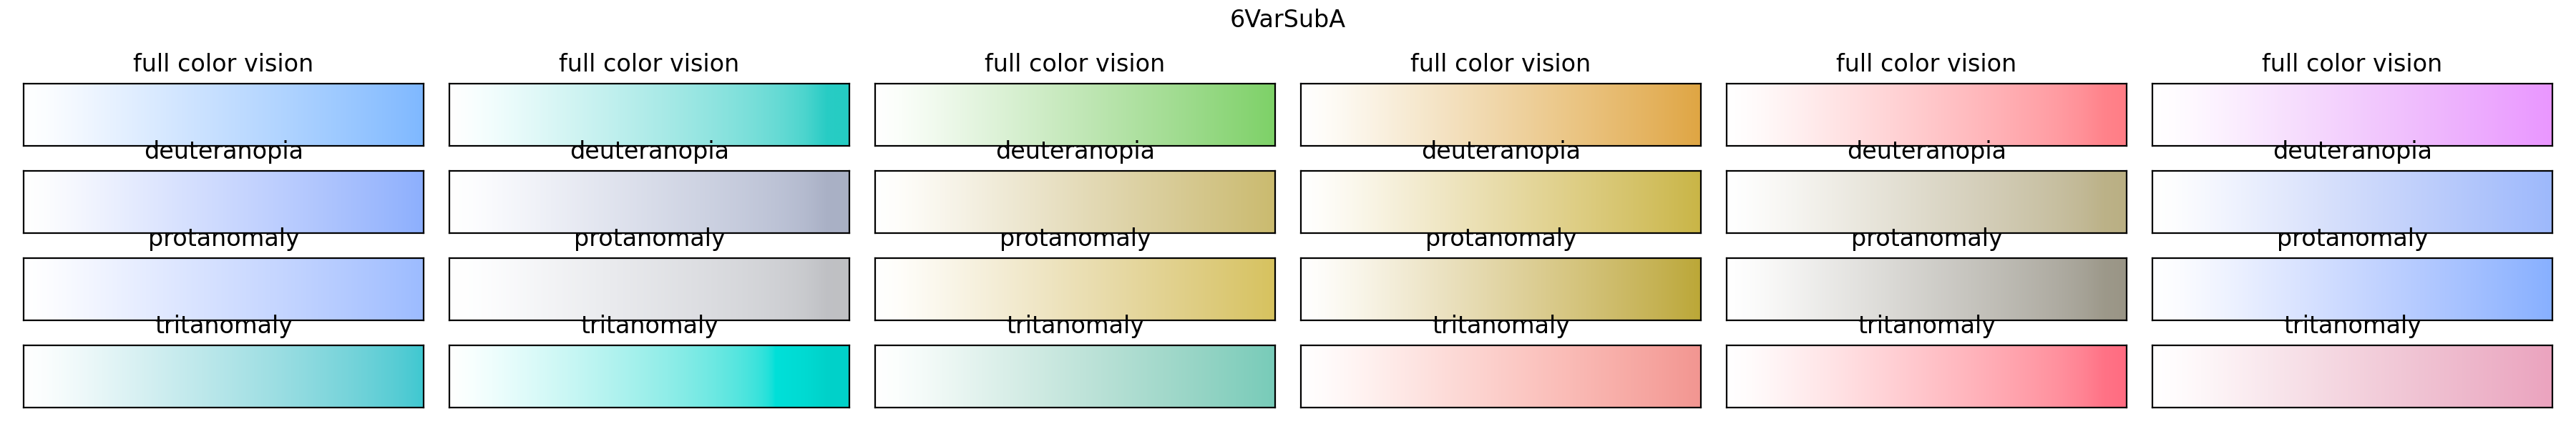 6VarSubA
full color vision full color vision full color vision full color vision full color vision full color vision
deuteranopia deuteranopia deuteranopia deuteranopia deuteranopia deuteranopia
protanomaly protanomaly protanomaly protanomaly protanomaly protanomaly
tritanomaly tritanomaly tritanomaly tritanomaly tritanomaly tritanomaly